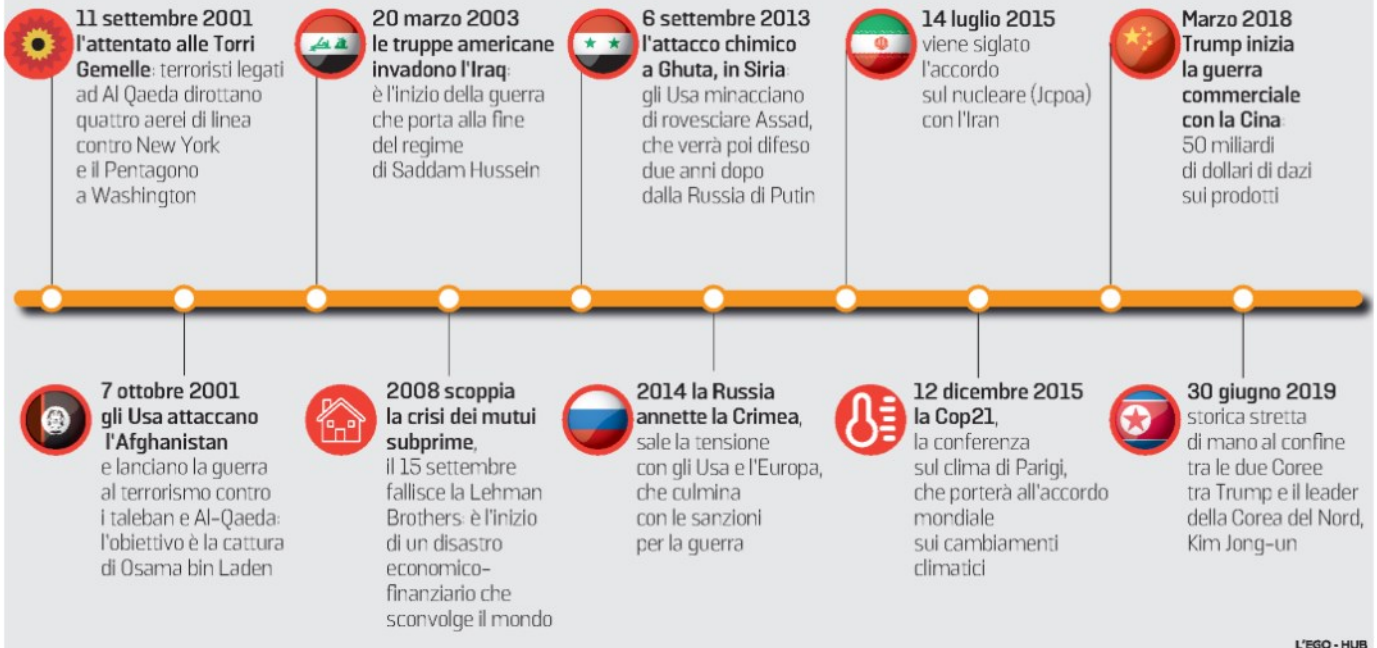 11 settembre 2001
l'attentato alle Torri
Gemelle: terroristi legati
ad Al Qaeda dirottano
quattro aerei di linea
contro New York
e il Pentagono
a Washington
20 marzo 2003
le truppe americane
invadono l'Iraq:
è l'inizio della guerra
che porta alla fine
del regime
di Saddam Hussein
6 settembre 2013
l'attacco chimico
a Ghuta, in Siria:
gli Usa minacciano
di rovesciare Assad,
che verrà poi difeso
due anni dopo
dalla Russia di Putin
14 luglio 2015
viene siglato
l'accordo
sul nucleare (Jcpoa)
con l'Iran
Marzo 2018
Trump inizia
la guerra
commerciale
con la Cina:
50 miliardi
di dollari di dazi
sui prodotti
7 ottobre 2001
gli Usa attaccano
l'Afghanistan
e lanciano la guerra
al terrorismo contro
i taleban e Al-Qaeda:
l'obiettivo è la cattura
di Osama bin Laden
2008 scoppia
la crisi dei mutui
subprime,
il 15 settembre
fallisce la Lehman
Brothers: è l'inizio
di un disastro
economico-
finanziario che
sconvolge il mondo
2014 la Russia
annette la Crimea,
sale la tensione
con gli Usa e l'Europa,
che culmina
con le sanzioni
per la guerra
12 dicembre 2015
la Cop21,
la conferenza
sul clima di Parigi,
che porterà all'accordo
mondiale
sui cambiamenti
climatici
30 giugno 2019
storica stretta
di mano al confine
tra le due Coree
tra Trump e il leader
della Corea del Nord,
Kim Jong-un
L'EGO - HUB